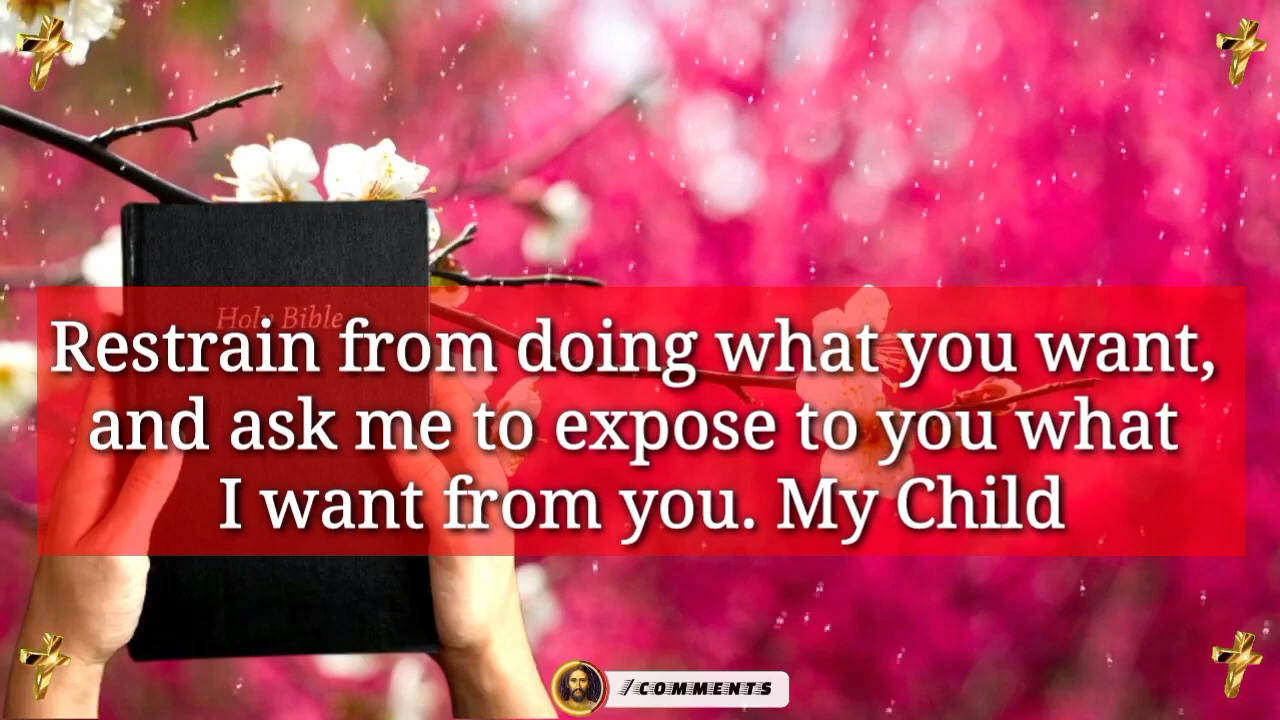 Holy Bible
Restrain from doing what you want,
and ask me to expose to you what
I want from you. My Child
/COMMENTS